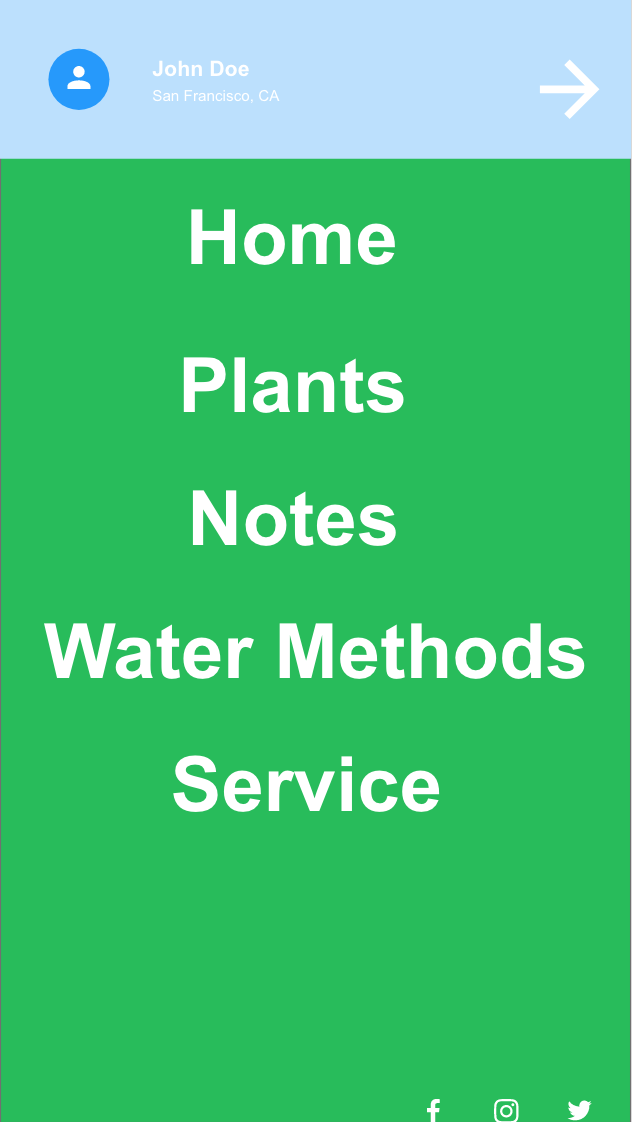 John Doe
San Francisco, CA
Home
Plants
Notes
Water Methods
Service